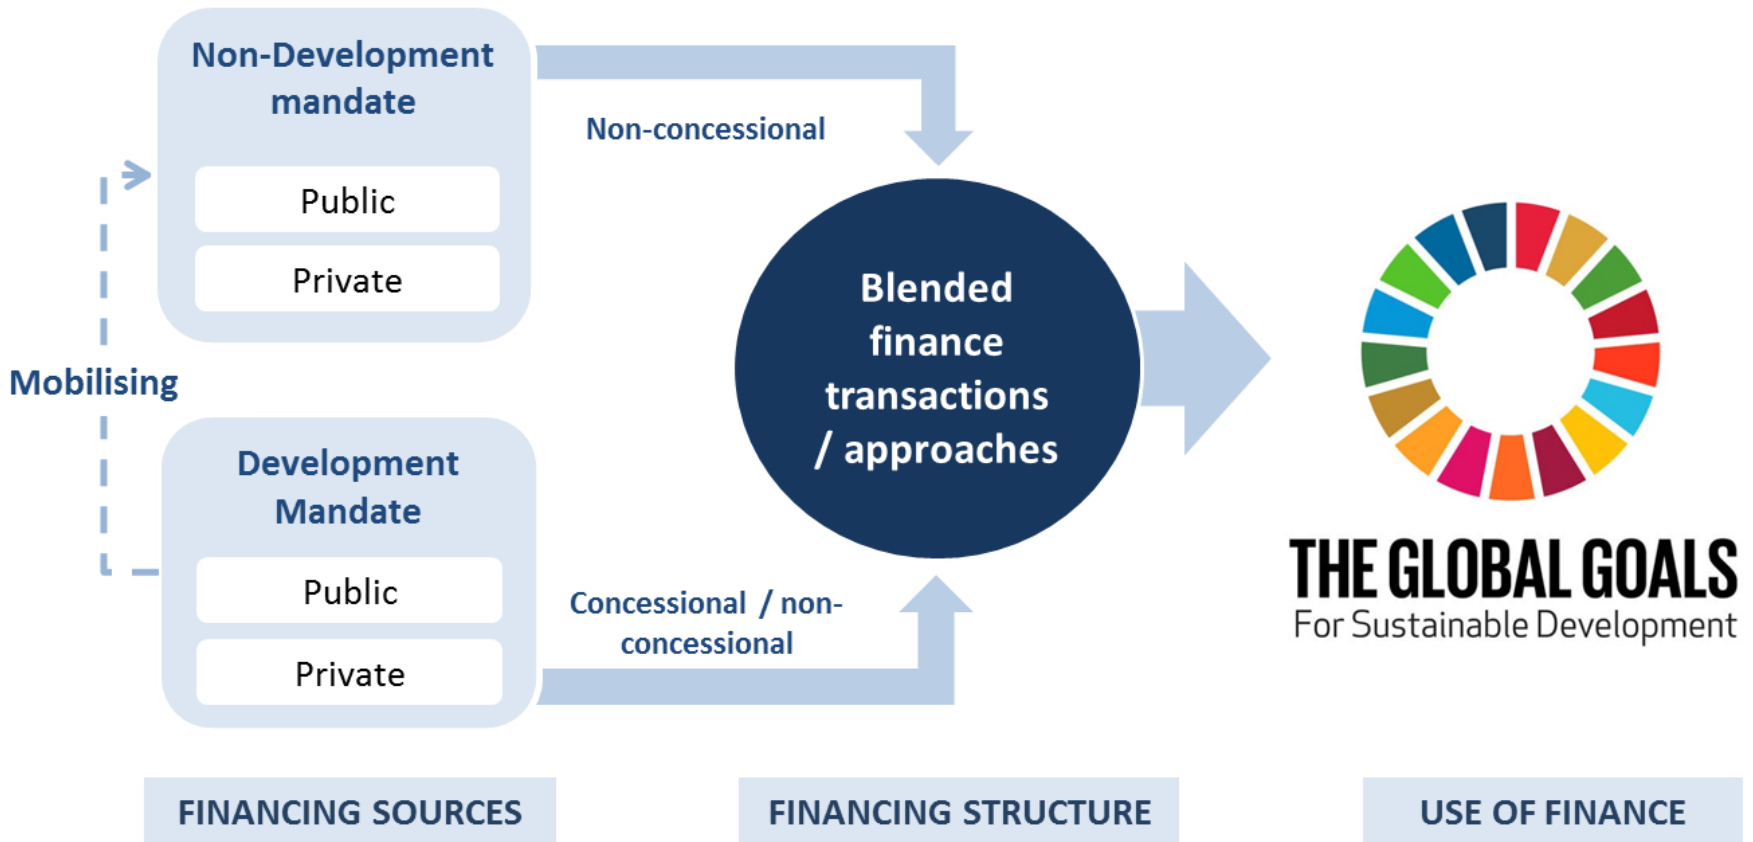 Non-Development
mandate
Public
Private
Non-concessional
Mobilising
Development
Mandate
Public
Private
Concessional / non-
concessional
Blended
finance
transactions
/ approaches
THE GLOBAL GOALS
For Sustainable Development
FINANCING SOURCES
FINANCING STRUCTURE
USE OF FINANCE